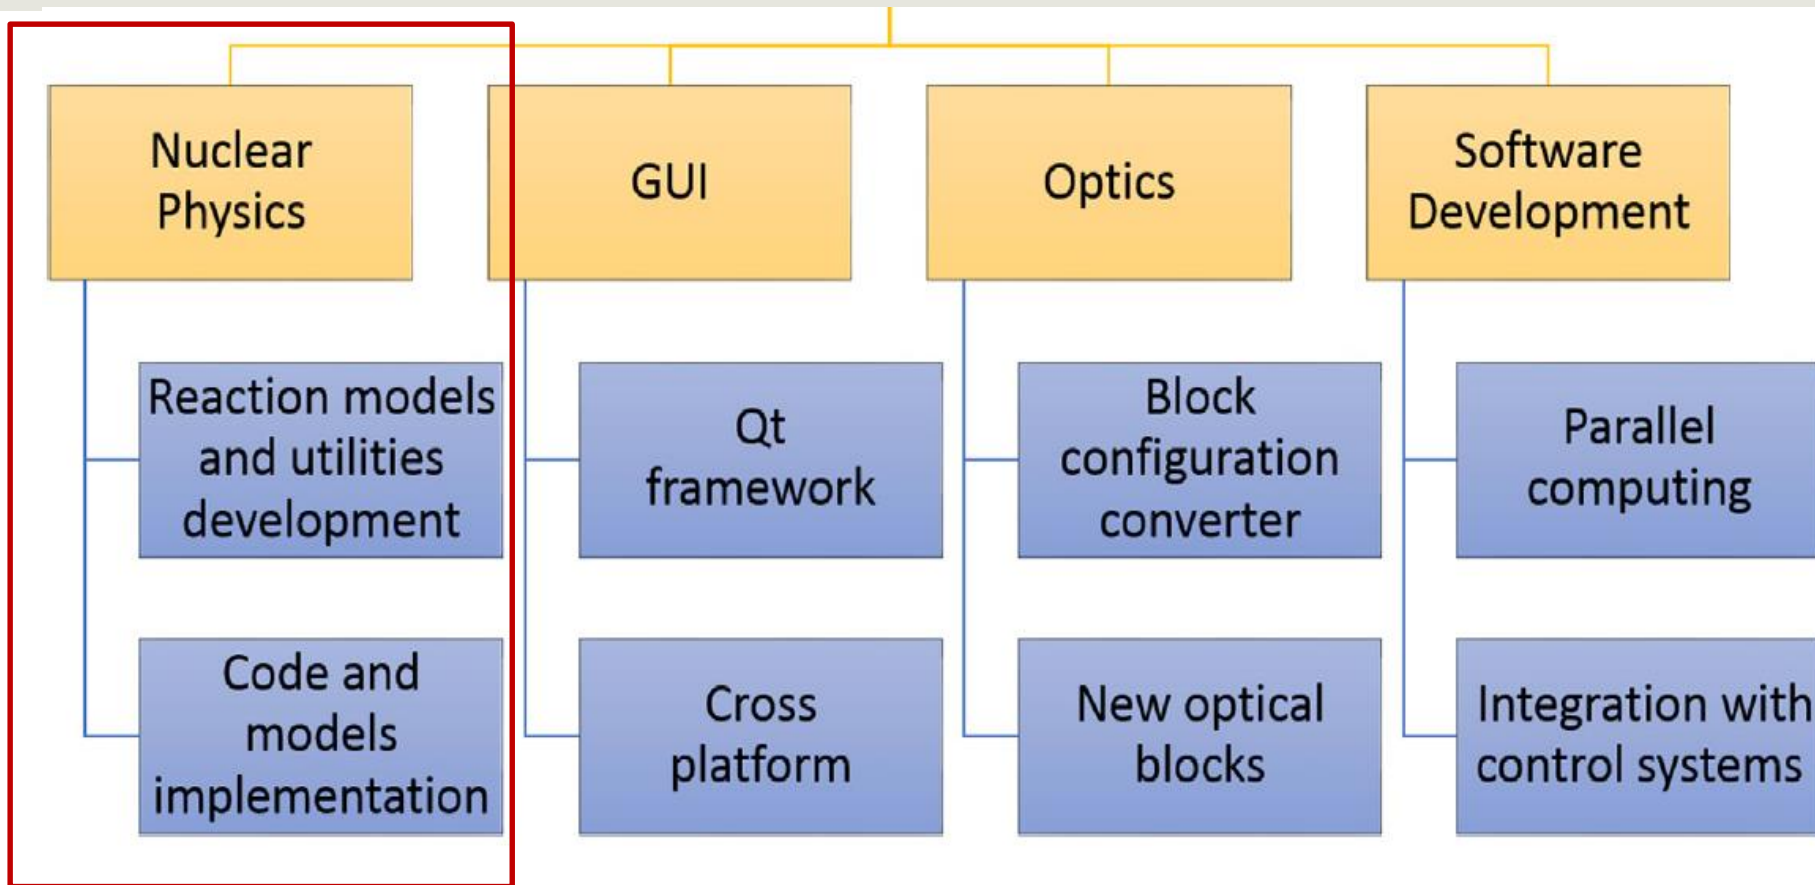 Nuclear
Physics
GUI
Optics
Software
Development
Reaction models
and utilities
development
Qt
framework
Block
configuration
converter
Parallel
computing
Code and
models
implementation
Cross
platform
New optical
blocks
Integration with
control systems